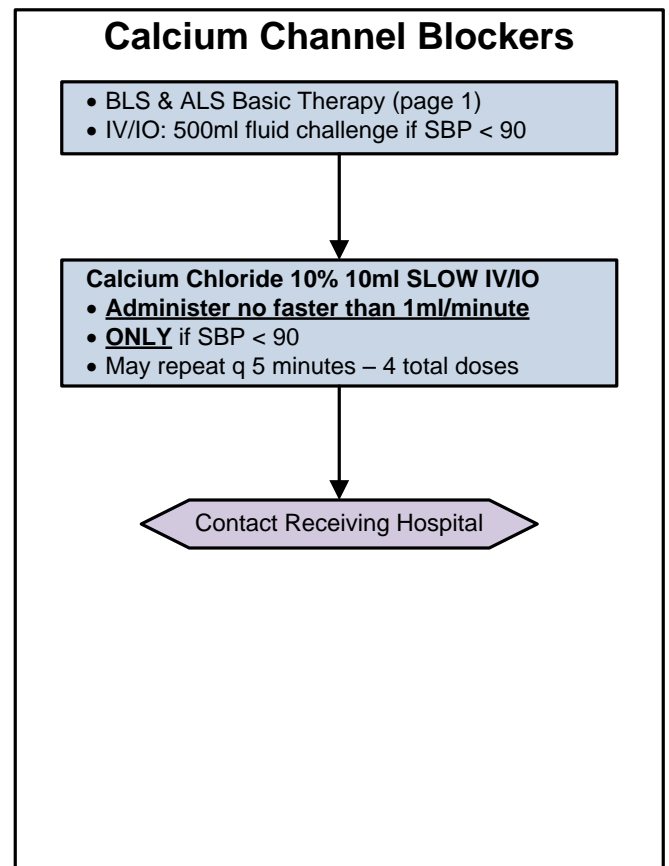 Calcium Channel Blockers
• BLS & ALS Basic Therapy (page 1)
• IV/IO: 500ml fluid challenge if SBP < 90
Calcium Chloride 10% 10ml SLOW IV/IO
• Administer no faster than 1ml/minute
• ONLY if SBP < 90
• May repeat q 5 minutes – 4 total doses
Contact Receiving Hospital